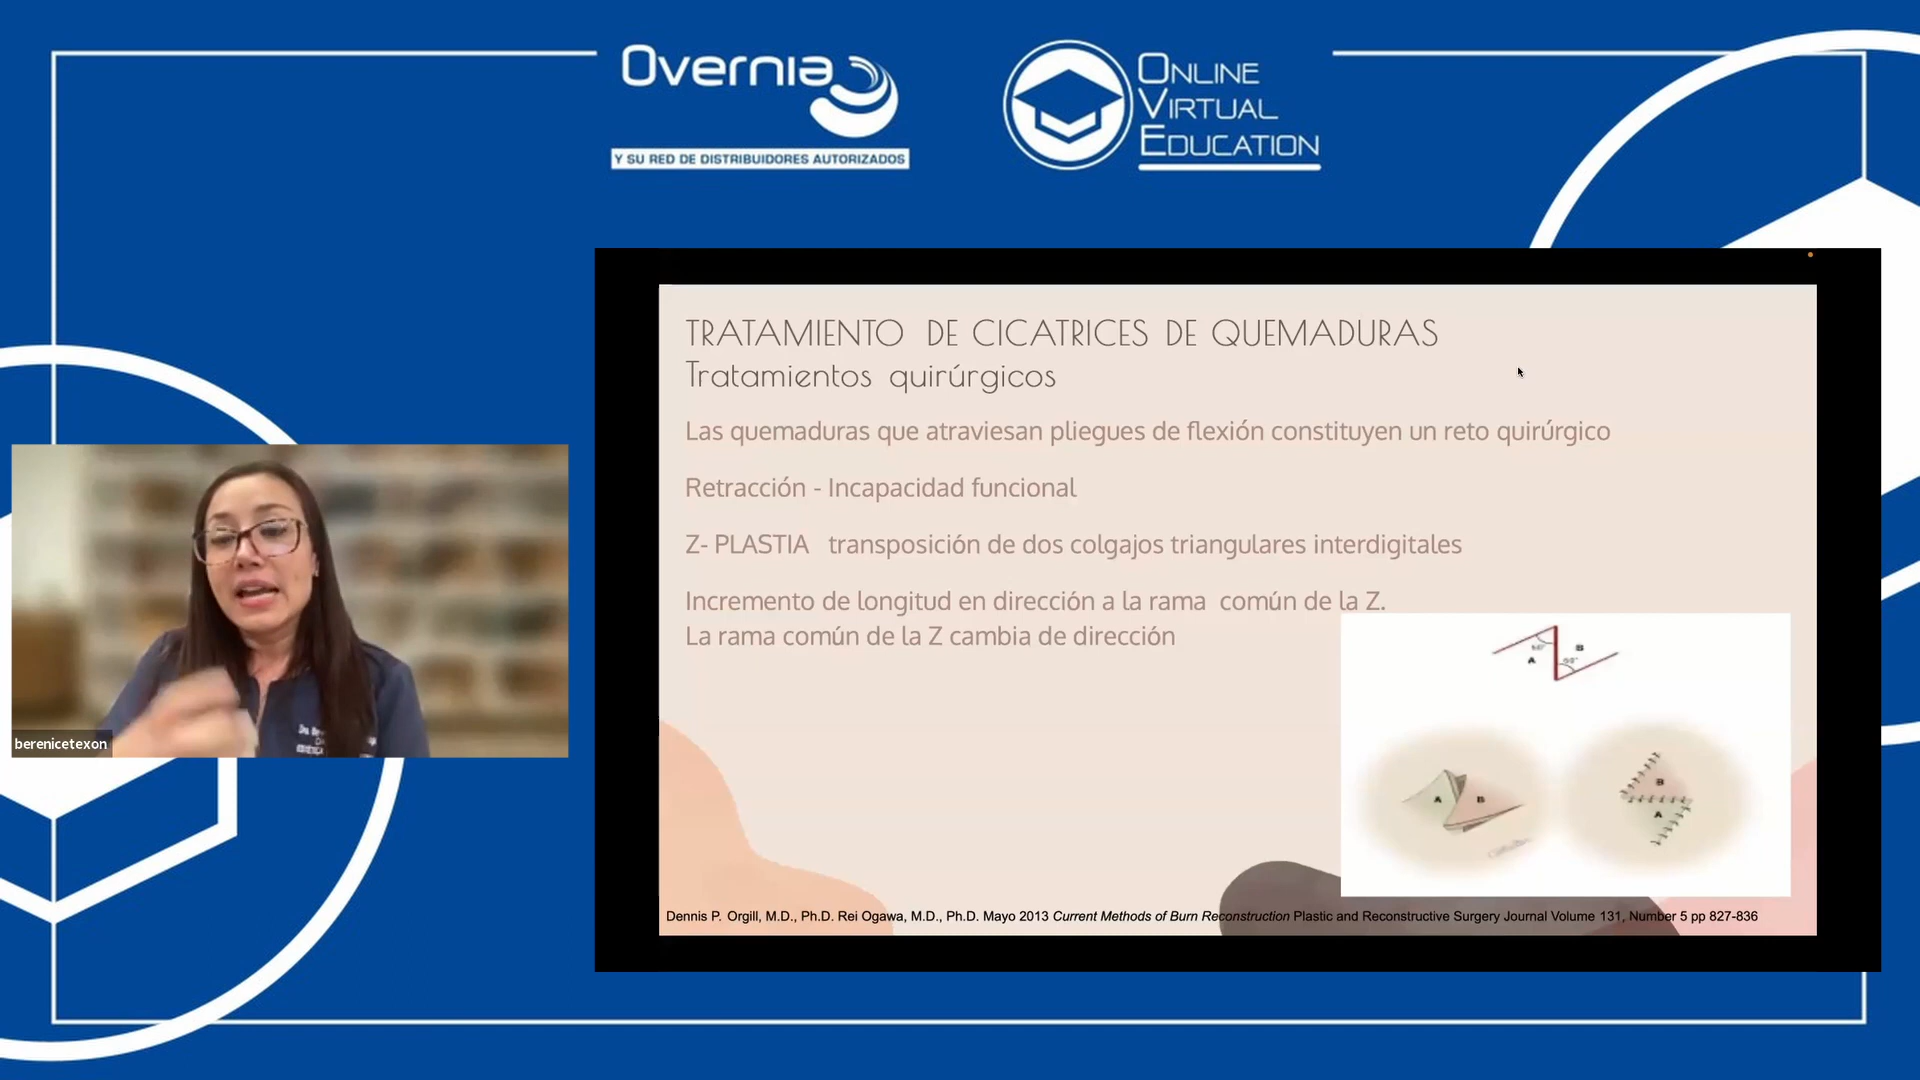 Overnia
Y SU RED DE DISTRIBUIDORES AUTORIZADOS
ONLINE
VIRTUAL
EDUCATION
TRATAMIENTO DE CICATRICES DE QUEMADURAS
Tratamientos quirúrgicos
Las quemaduras que atraviesan pliegues de flexión constituyen un reto quirúrgico
Retracción - Incapacidad funcional
Z- PLASTIA transposición de dos colgajos triangulares interdigitales
Incremento de longitud en dirección a la rama común de la Z.
La rama común de la Z cambia de dirección
B
A
A B
B
A
berenicetexon
Dennis P. Orgill, M.D., Ph.D. Rei Ogawa, M.D., Ph.D. Mayo 2013 Current Methods of Burn Reconstruction Plastic and Reconstructive Surgery Journal Volume 131, Number 5 pp 827-836